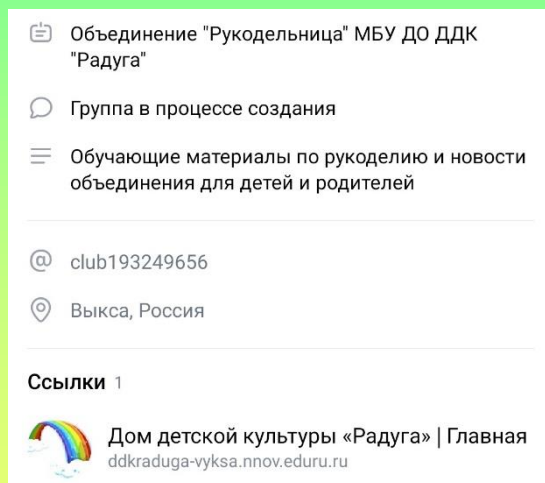 Объединение "Рукодельница" МБУ ДО ДДК
"Радуга"
Группа в процессе создания
Обучающие материалы по рукоделию и новости
объединения для детей и родителей
@ club193249656
Выкса, Россия
Ссылки 1
Дом детской культуры «Радуга» | Главная
ddkraduga-vyksa.nnov.eduru.ru